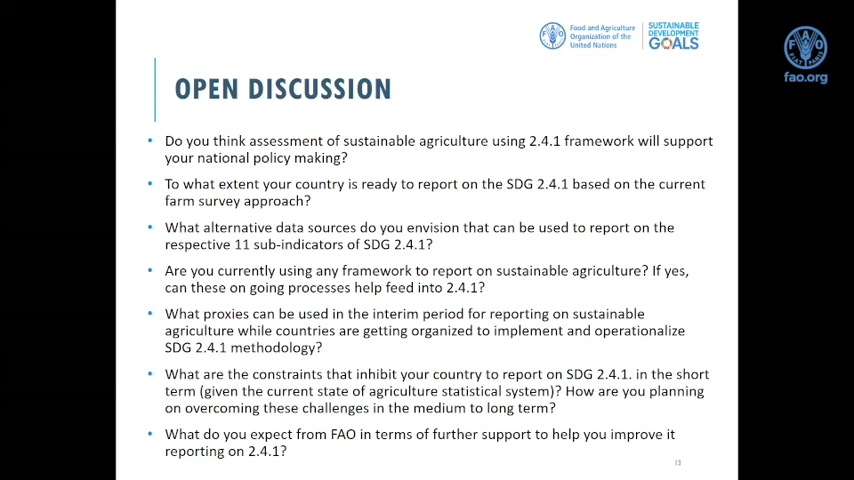 Food and Agriculture
Organization of the
United Nations
SUSTAINABLE
DEVELOPMENT
GOALS
F A O
FIAT PANIS
fao.org
OPEN DISCUSSION
• Do you think assessment of sustainable agriculture using 2.4.1 framework will support
your national policy making?
• To what extent your country is ready to report on the SDG 2.4.1 based on the current
farm survey approach?
• What alternative data sources do you envision that can be used to report on the
respective 11 sub-indicators of SDG 2.4.1?
• Are you currently using any framework to report on sustainable agriculture? If yes,
can these on going processes help feed into 2.4.1?
• What proxies can be used in the interim period for reporting on sustainable
agriculture while countries are getting organized to implement and operationalize
SDG 2.4.1 methodology?
• What are the constraints that inhibit your country to report on SDG 2.4.1. in the short
term (given the current state of agriculture statistical system)? How are you planning
on overcoming these challenges in the medium to long term?
• What do you expect from FAO in terms of further support to help you improve it
reporting on 2.4.1?
13